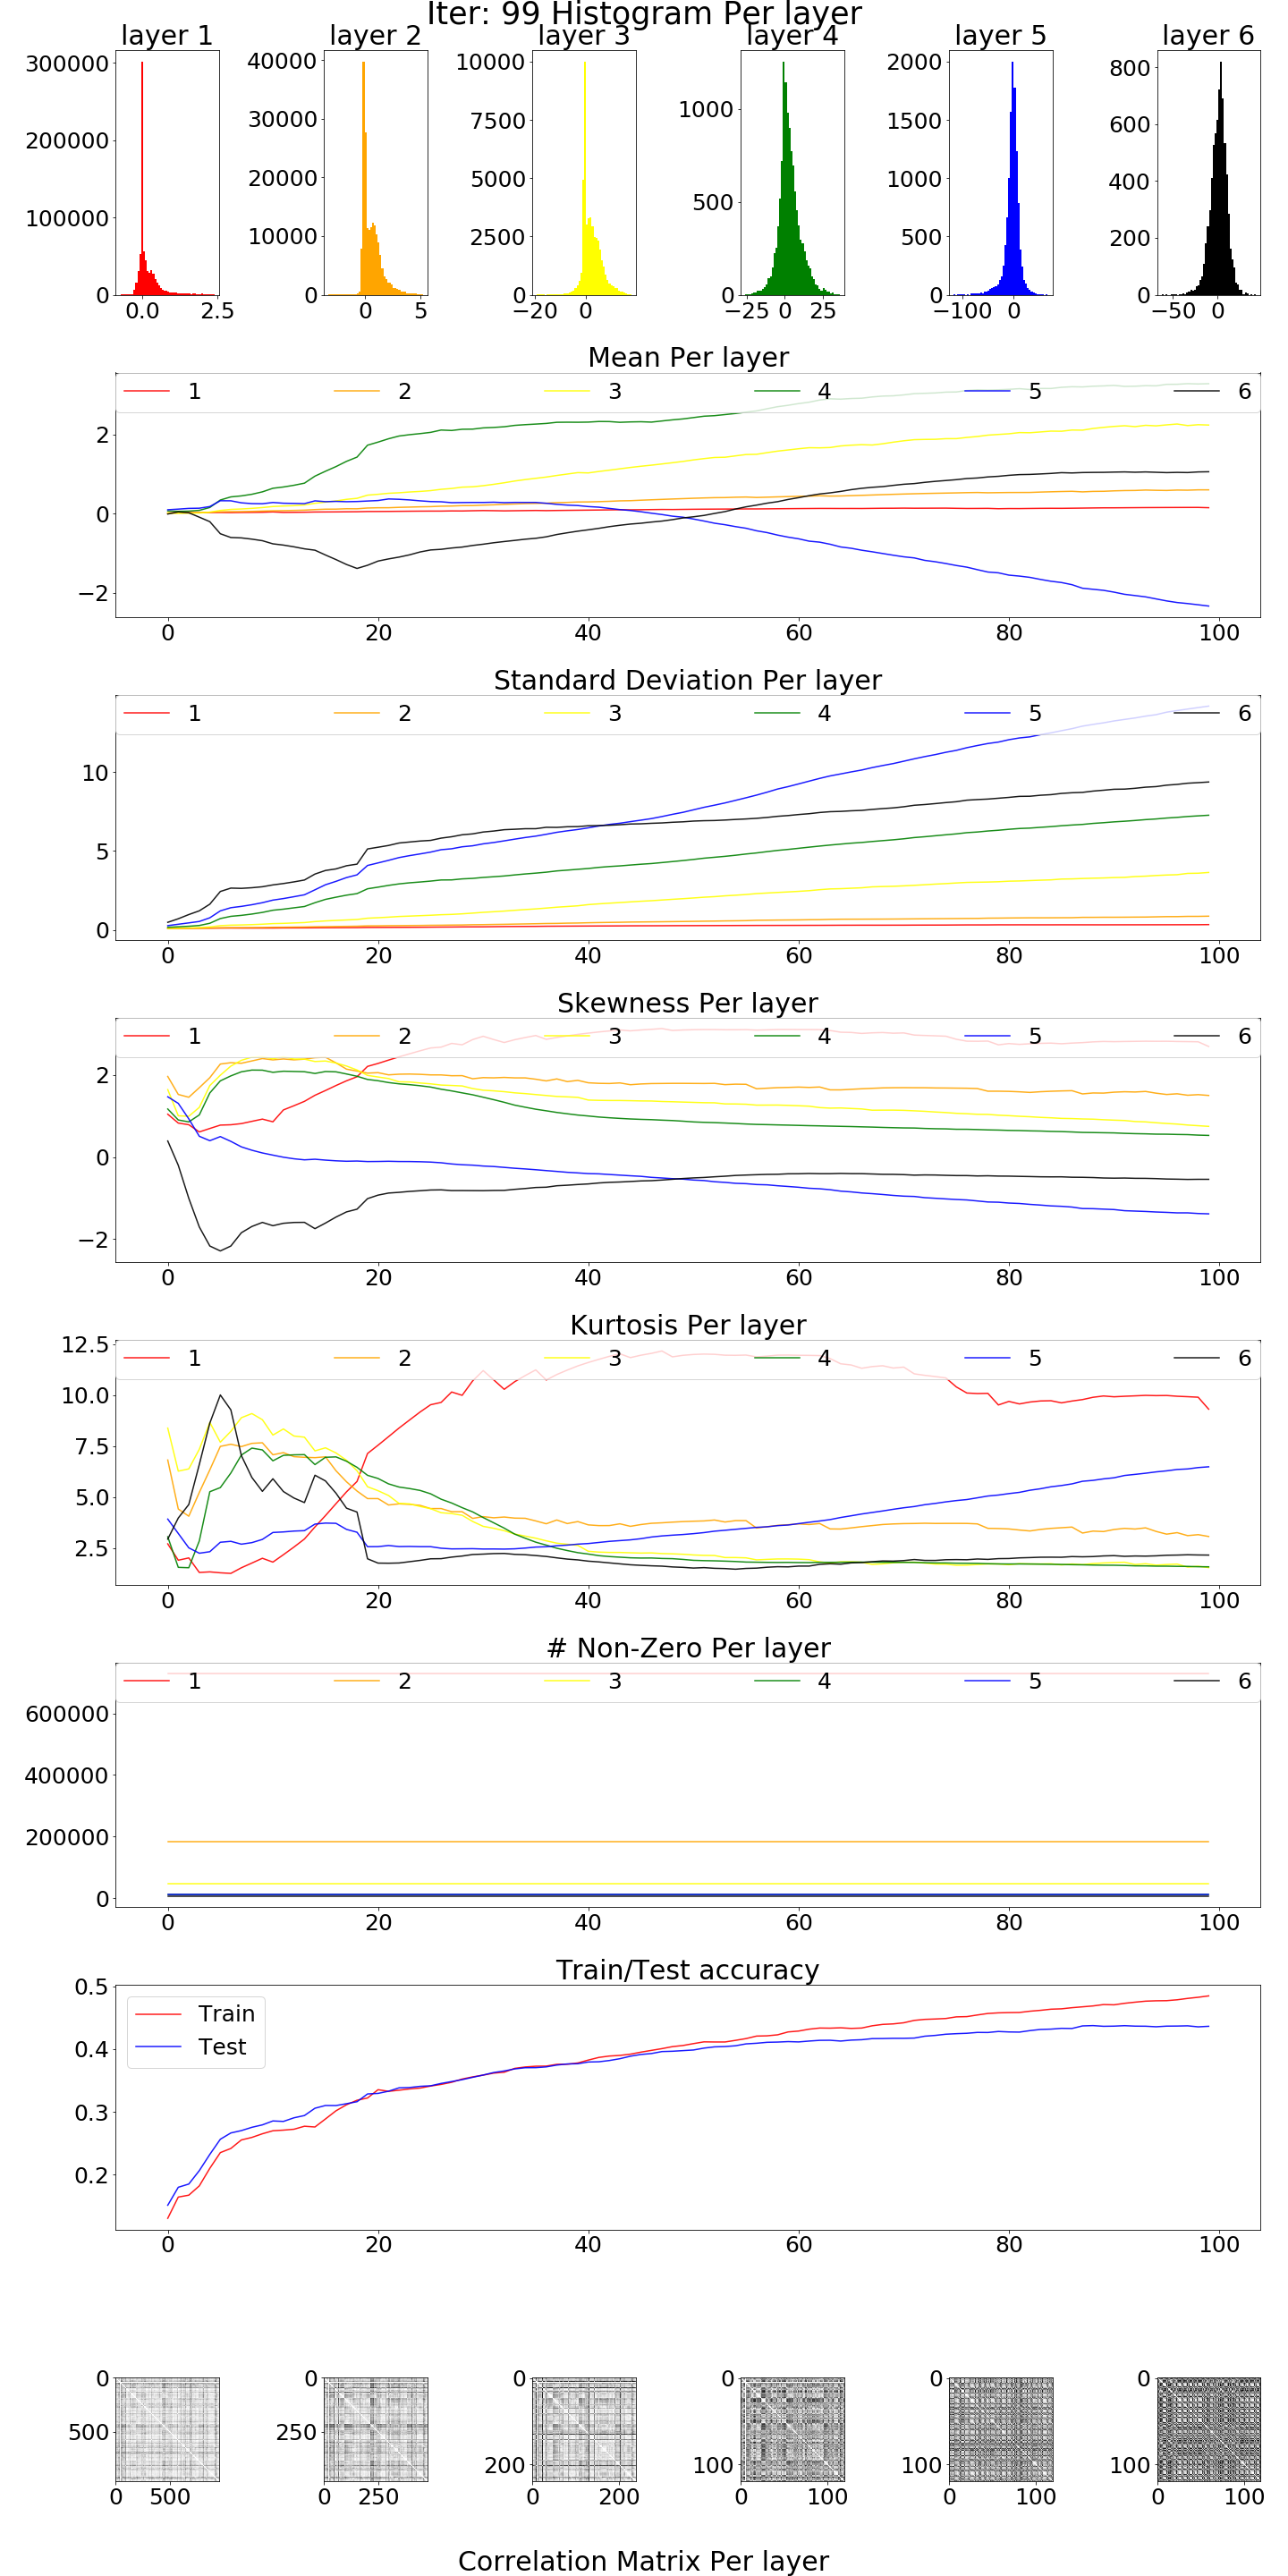 Iter: 99 Histogram Per layer
layer 1 layer 2 layer 3 layer 4 layer 5 layer 6
300000 200000 100000 0
0.0 2.5
40000 30000 20000 10000 0
0 5
10000 7500 5000 2500 0
−20 0
1000 500 0
−25 0 25
2000 1500 1000 500 0
−100 0
800 600 400 200 0
−50 0
Mean Per layer
1 2 3 4 5 6
2
0
−2
0 20 40 60 80 100
Standard Deviation Per layer
1 2 3 4 5 6
10
5
0
0 20 40 60 80 100
Skewness Per layer
1 2 3 4 5 6
2
0
−2
0 20 40 60 80 100
Kurtosis Per layer
12.5
1 2 3 4 5 6
10.0
7.5
5.0
2.5
0 20 40 60 80 100
# Non-Zero Per layer
1 2 3 4 5 6
600000
400000
200000
0
0 20 40 60 80 100
Train/Test accuracy
0.5
Train
Test
0.4
0.3
0.2
0 20 40 60 80 100
0 0 0 0 0 0
500 250 200 100 100 100
0 500 0 250 0 200 0 100 0 100 0 100
Correlation Matrix Per layer